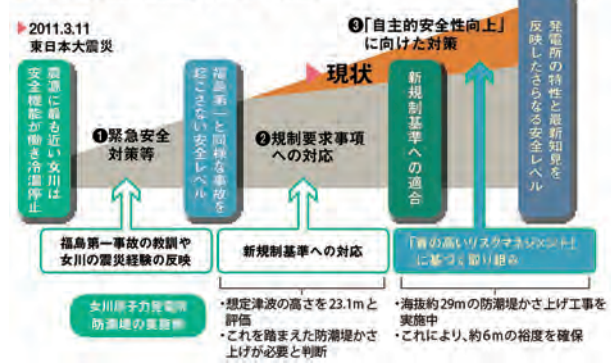 ▶2011.3.11
東日本大震災
震源に最も近い女川は
安全機能が働き冷温停止
❶緊急安全
対策等
福島第一と同様な事故を
起こさない安全レベル
❷規制要求事項
への対応
▶現状
❸「自主的安全性向上」
に向けた対策
新規制基準への適合
発電所の特性と最新知見を
反映したさらなる安全レベル
福島第一事故の教訓や
女川の震災経験の反映
新規制基準への対応
「質の高いリスクマネジメント」
に基づく取り組み
女川原子力発電所
防潮堤の実施例
・想定津波の高さを23.1mと
評価
・これを踏まえた防潮堤かさ
上げが必要と判断
・海抜約29mの防潮堤かさ上げ工事を
実施中
・これにより、約6mの裕度を確保